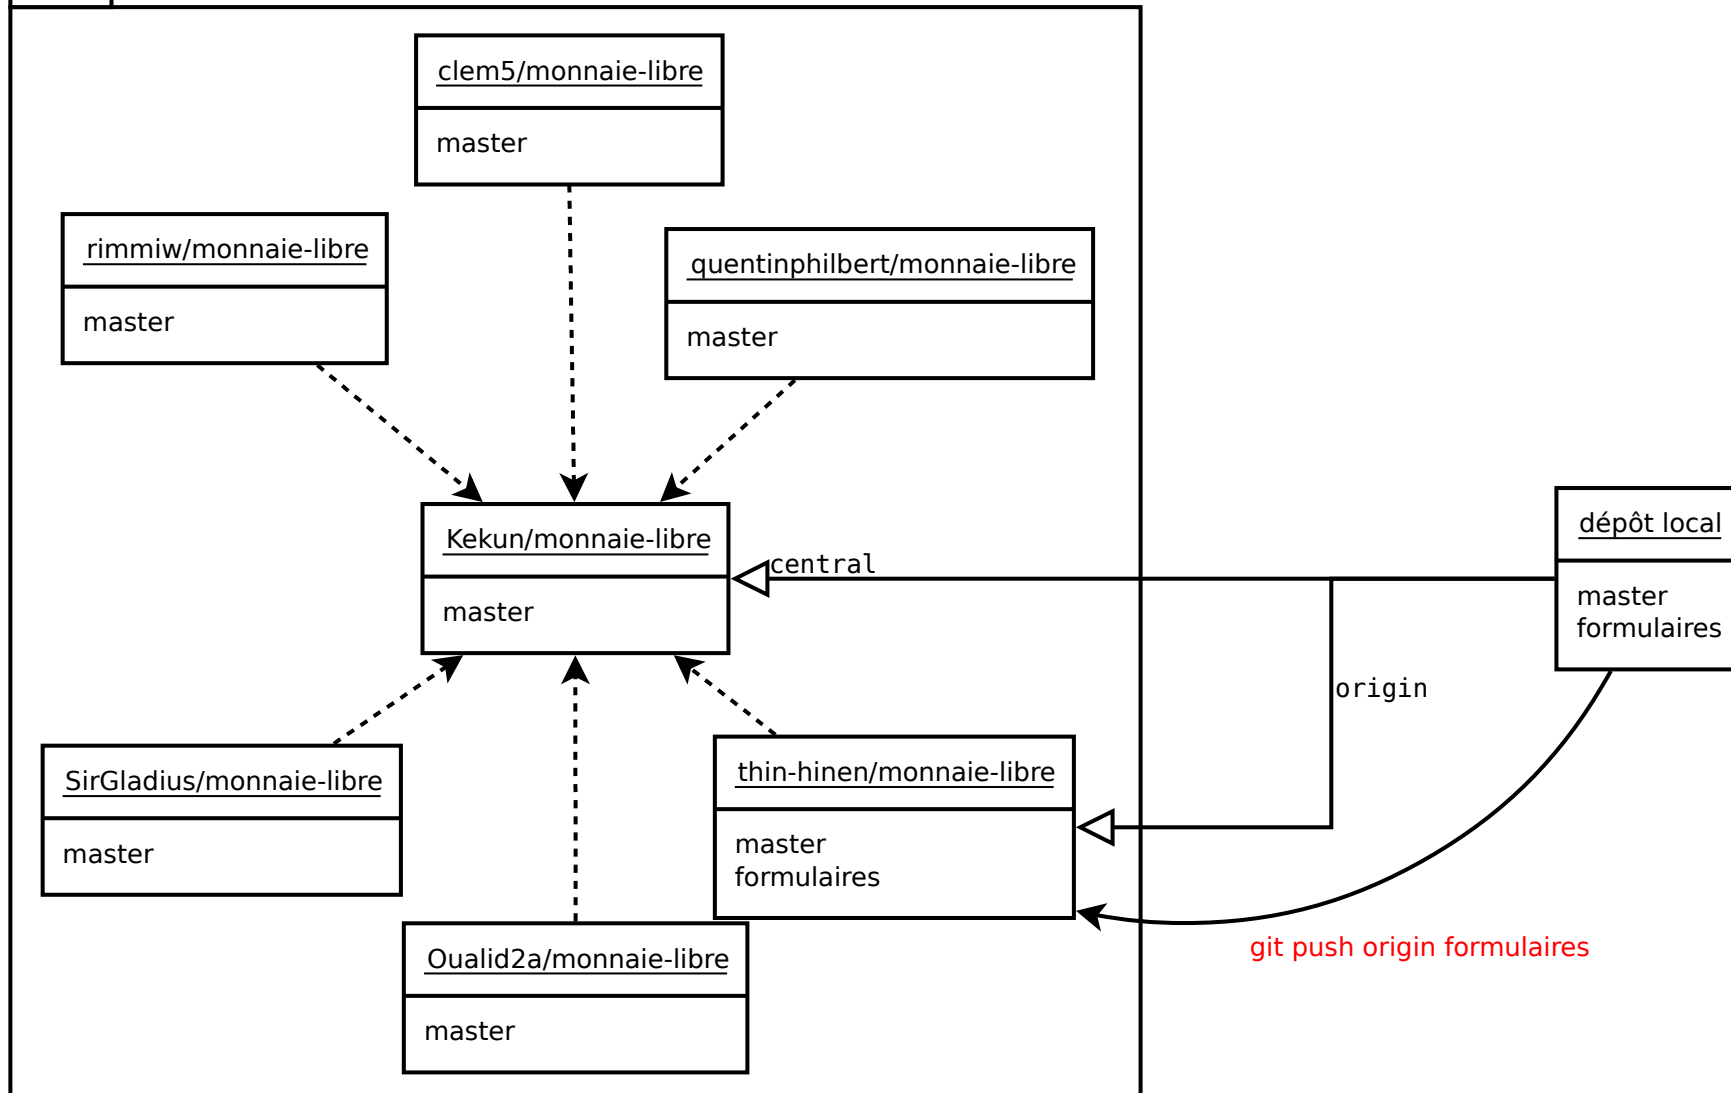 clem5/monnaie-libre
master
rimmiw/monnaie-libre
master
quentinphilbert/monnaie-libre
master
Kekun/monnaie-libre
master
central
dépôt local
master
formulaires
origin
SirGladius/monnaie-libre
master
thin-hinen/monnaie-libre
master
formulaires
git push origin formulaires
Oualid2a/monnaie-libre
master